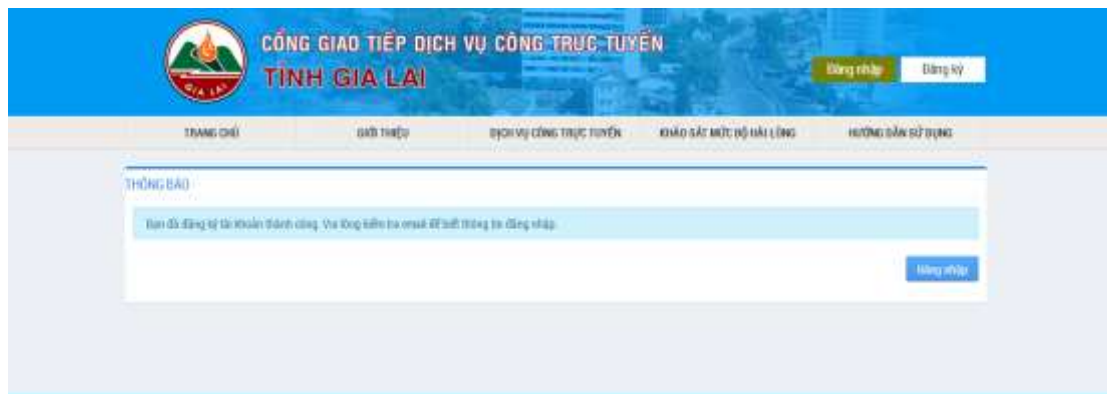 CỔNG GIAO TIẾP DỊCH VỤ CÔNG TRỰC TUYẾN
TỈNH GIA LAI
GIA LAI
Đăng nhập
Đăng ký
TRANG CHỦ
GIỚI THIỆU
DỊCH VỤ CÔNG TRỰC TUYẾN
KHẢO SÁT MỨC ĐỘ HÀI LÒNG
HƯỚNG DẪN SỬ DỤNG
THÔNG BÁO
Bạn đã đăng ký tài khoản thành công. Vui lòng kiểm tra email để biết thông tin đăng nhập.
Đăng nhập